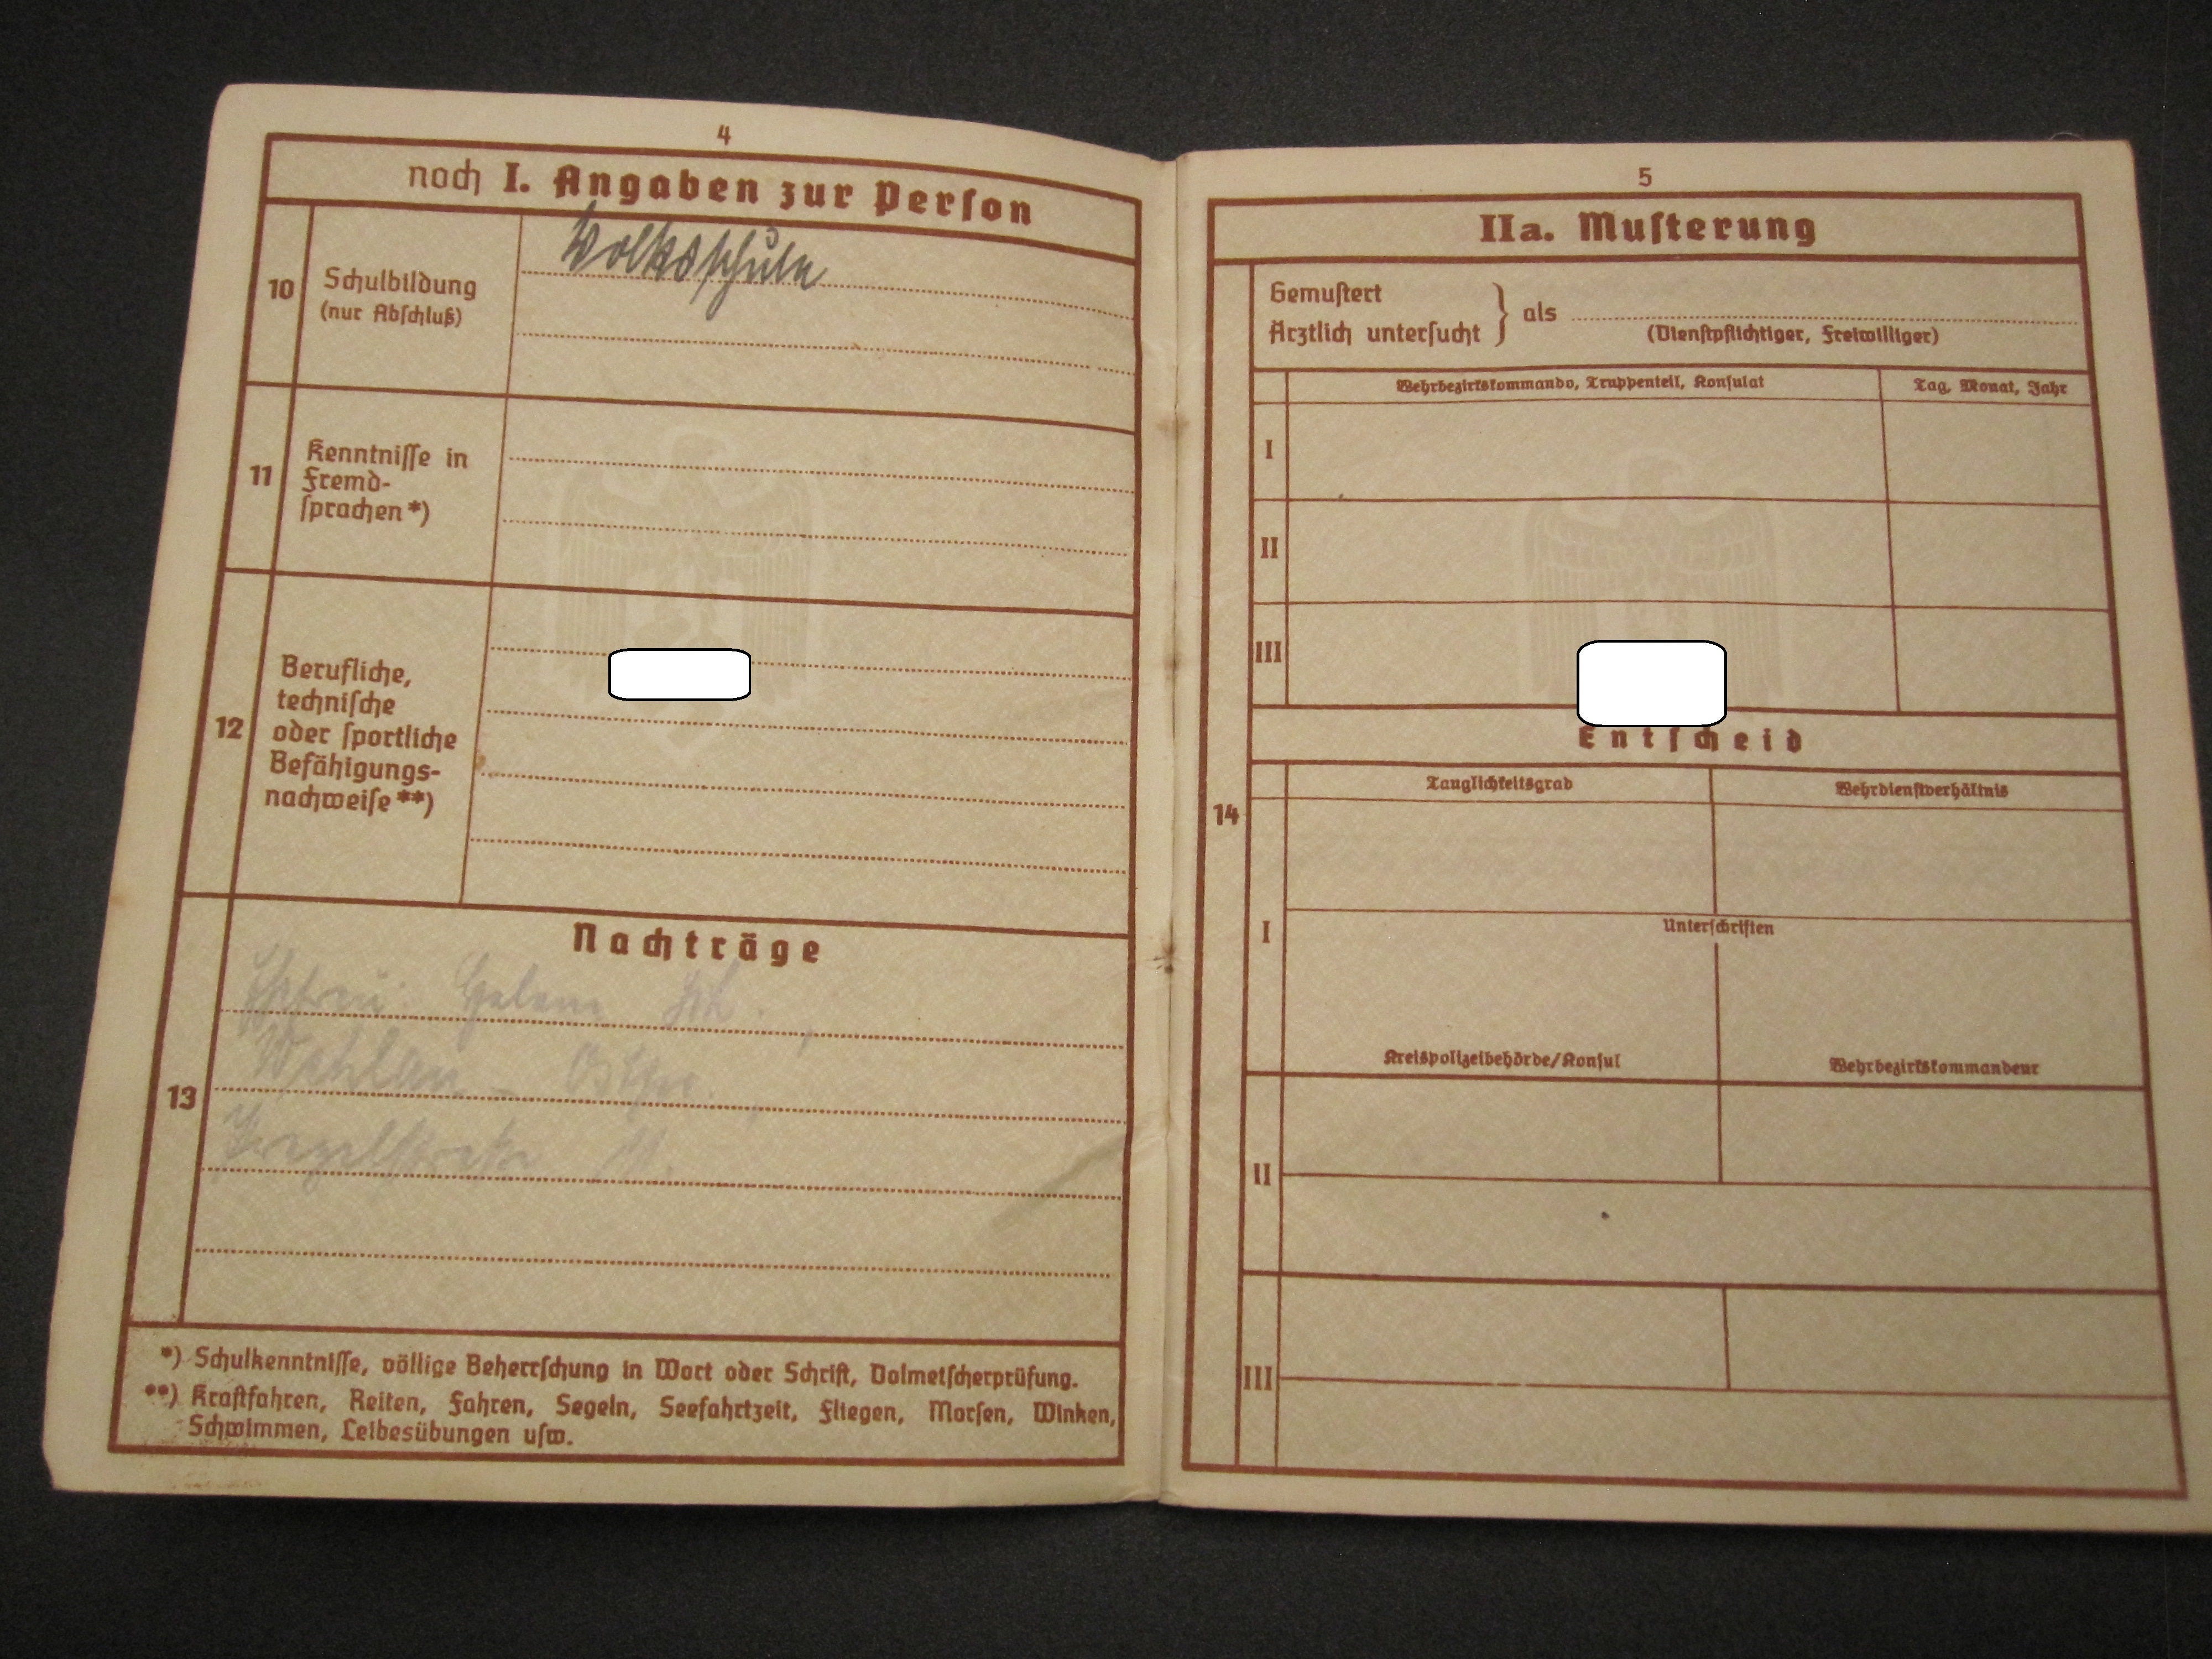 4
noch I. Angaben zur Perſon
10
Schulbildung
(nur Abſchluß)
Volksschule
11
Kenntniſſe in
Fremd-
ſprachen *)
12
Berufliche,
techniſche
oder ſportliche
Befähigungs-
nachweiſe **)
Nachträge
13
Wehlau Ostpr.
11.
*) Schulkenntniſſe, völlige Beherrſchung in Wort oder Schrift, Dolmetſcherprüfung.
**) Kraftfahren, Reiten, Fahren, Segeln, Seefahrtzeit, Fliegen, Morſen, Winken,
Schwimmen, Leibesübungen uſw.
5
IIa. Muſterung
14
Gemuſtert
Ärztlich unterſucht } als
(Dienſtpflichtiger, Freiwilliger)
Wehrbezirkskommando, Truppenteil, Konſulat
Tag, Monat, Jahr
I
II
III
Entſcheid
Tauglichkeitsgrad
Wehrdienſtverhältnis
I
Unterſchriften
Kreispolizeibehörde/Konſul
Wehrbezirkskommandeur
II
III